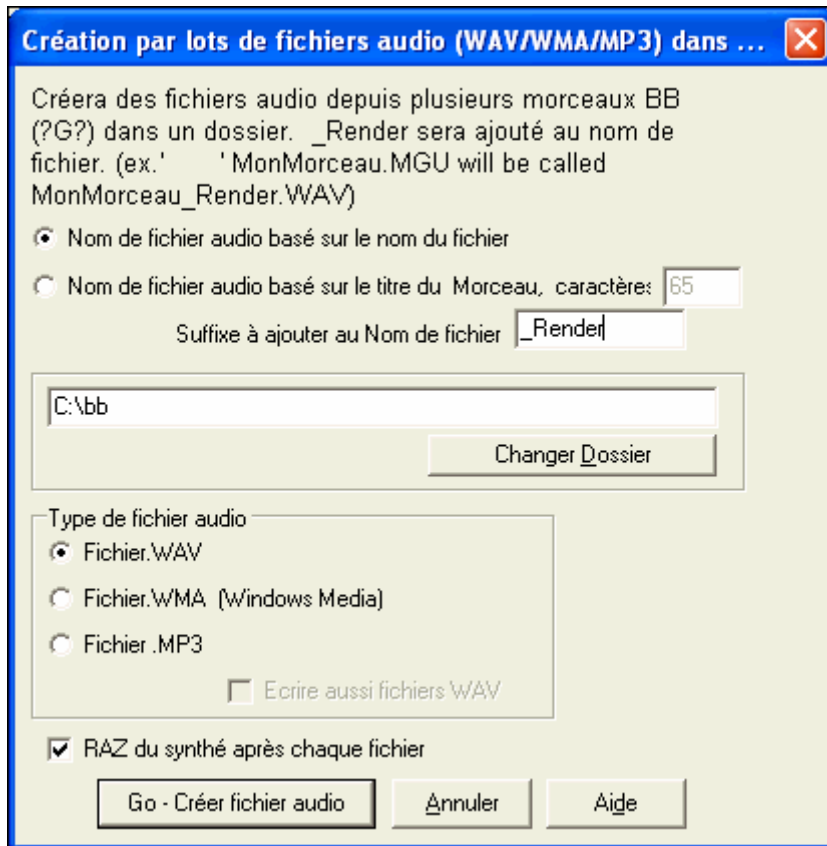 Création par lots de fichiers audio (WAV/WMA/MP3) dans ...
Créera des fichiers audio depuis plusieurs morceaux BB
(?G?) dans un dossier. _Render sera ajouté au nom de
fichier. (ex.' ' MonMorceau.MGU will be called
MonMorceau_Render.WAV)
Nom de fichier audio basé sur le nom du fichier
Nom de fichier audio basé sur le titre du Morceau, caractères 65
Suffixe à ajouter au Nom de fichier _Render
C:\bb
Changer Dossier
Type de fichier audio
Fichier.WAV
Fichier.WMA (Windows Media)
Fichier .MP3
Ecrire aussi fichiers WAV
RAZ du synthé après chaque fichier
Go - Créer fichier audio Annuler Aide